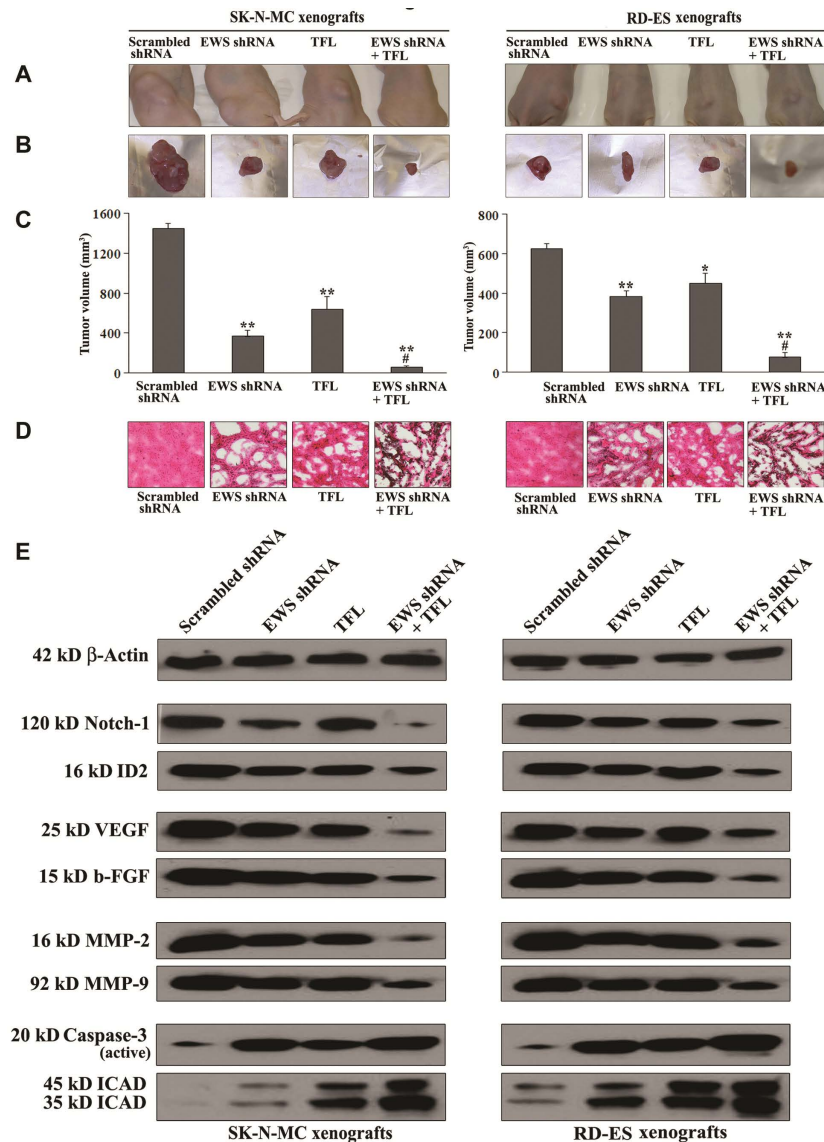 SK-N-MC xenografts
RD-ES xenografts
Scrambled shRNA
EWS shRNA
TFL
EWS shRNA + TFL
Scrambled shRNA
EWS shRNA
TFL
EWS shRNA + TFL
A
B
C
Tumor volume (mm³)
1600
1200
800
400
0
**
**
**
#
Scrambled shRNA
EWS shRNA
TFL
EWS shRNA + TFL
Tumor volume (mm³)
800
600
400
200
0
**
*
**
#
Scrambled shRNA
EWS shRNA
TFL
EWS shRNA + TFL
D
Scrambled shRNA
EWS shRNA
TFL
EWS shRNA + TFL
Scrambled shRNA
EWS shRNA
TFL
EWS shRNA + TFL
E
Scrambled shRNA
EWS shRNA
TFL
EWS shRNA + TFL
Scrambled shRNA
EWS shRNA
TFL
EWS shRNA + TFL
42 kD β-Actin
120 kD Notch-1
16 kD ID2
25 kD VEGF
15 kD b-FGF
16 kD MMP-2
92 kD MMP-9
20 kD Caspase-3
(active)
45 kD ICAD
35 kD ICAD
SK-N-MC xenografts
RD-ES xenografts